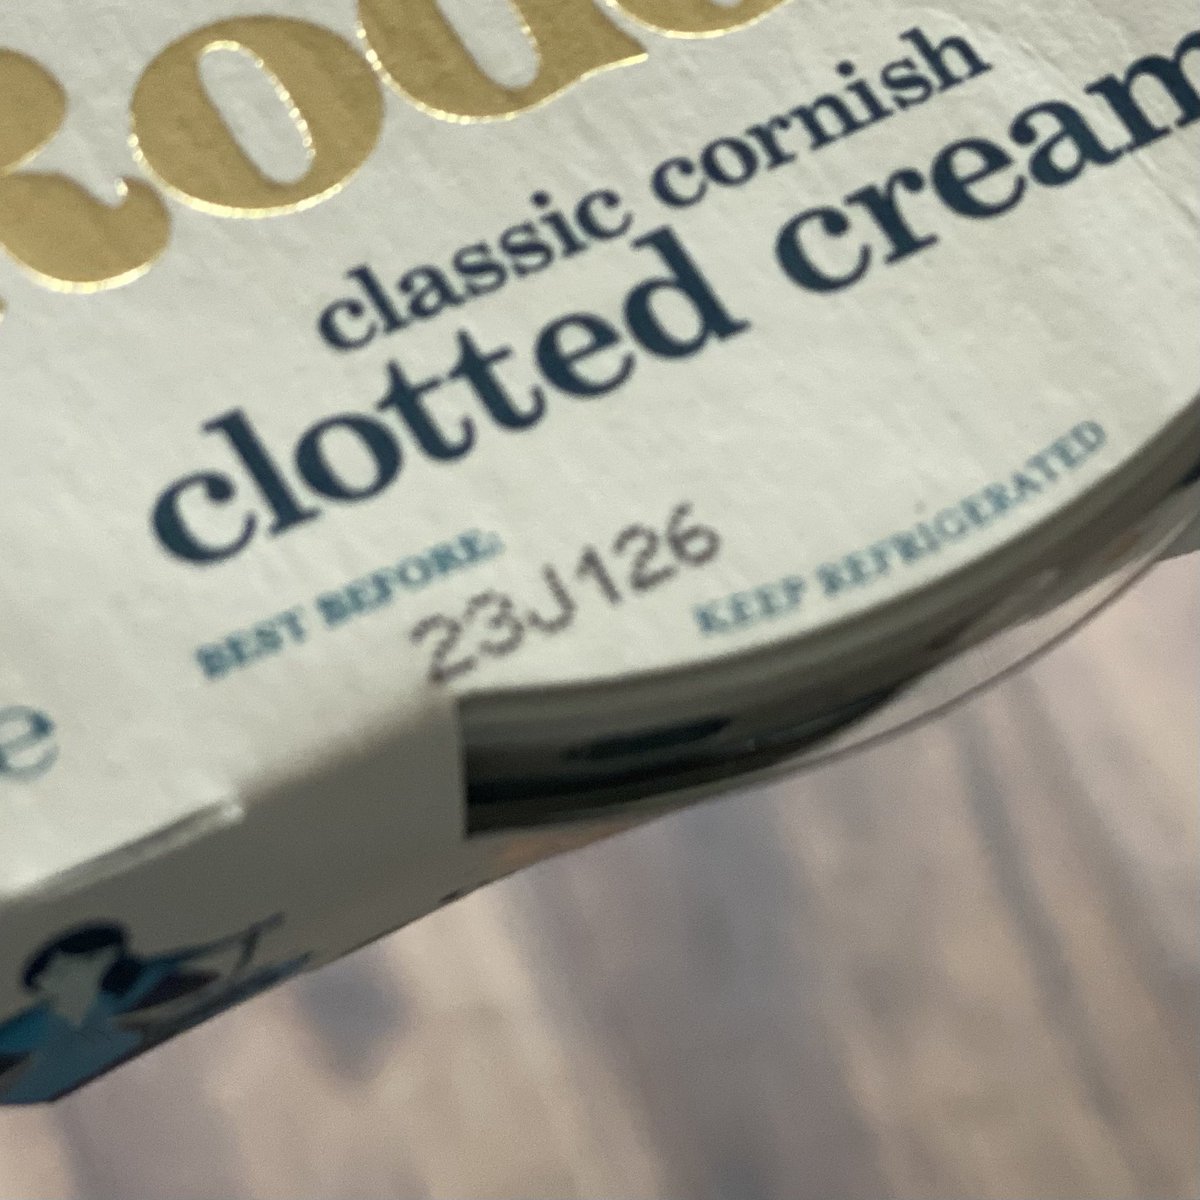 classic cornish
clotted cream
BEST BEFORE:
23J126
KEEP REFRIGERATED
e